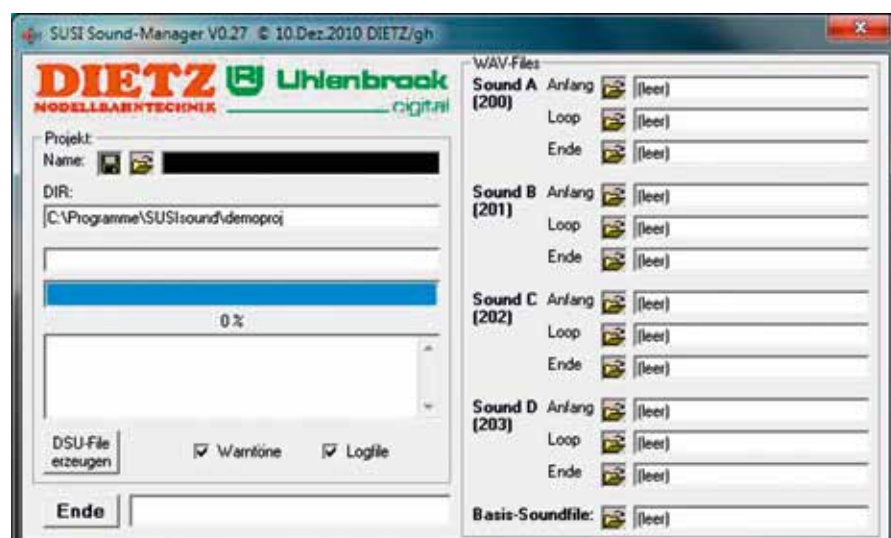 SUSI Sound-Manager V0.27 © 10.Dez.2010 DIETZ/gh
DIETZ
MODELLBAHNTECHNIK
Uhlenbrock
digital
Projekt:
Name:
DIR:
C:\Programme\SUSIsound\demoproj
0 %
DSU-File
erzeugen
Warntöne
Logfile
Ende
WAV-Files
Sound A Anfang (leer)
(200)
Loop (leer)
Ende (leer)
Sound B Anfang (leer)
(201)
Loop (leer)
Ende (leer)
Sound C Anfang (leer)
(202)
Loop (leer)
Ende (leer)
Sound D Anfang (leer)
(203)
Loop (leer)
Ende (leer)
Basis-Soundfile: (leer)